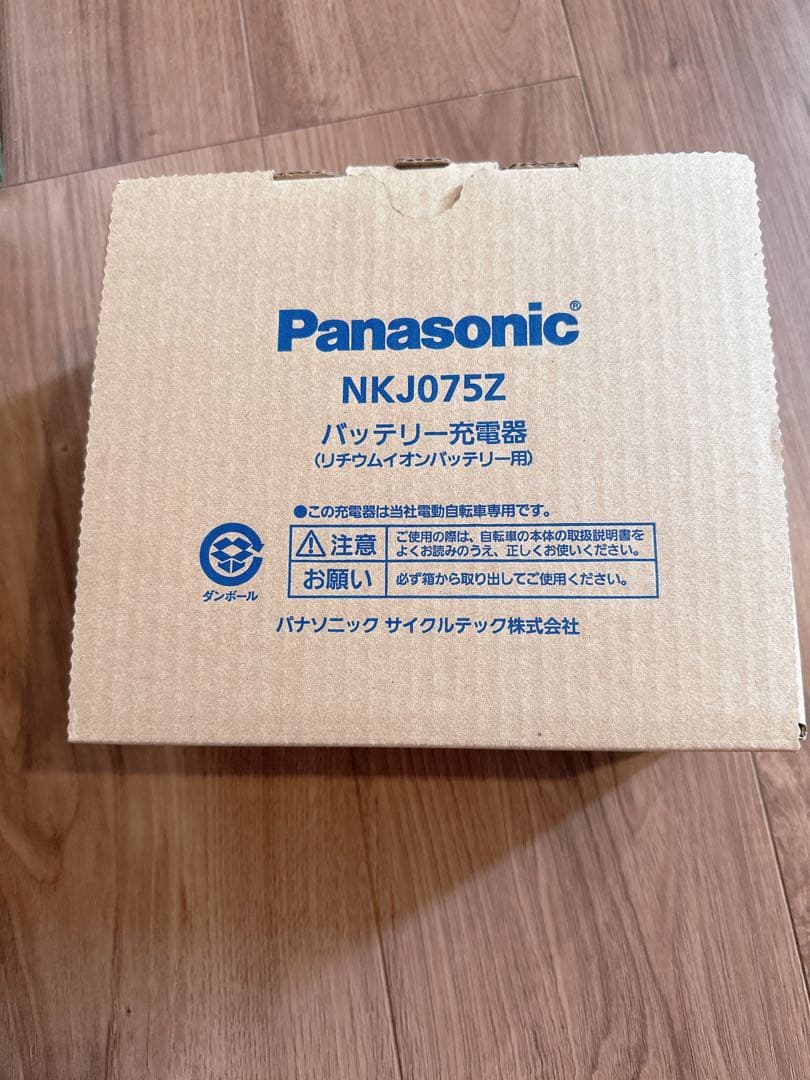 Panasonic®
NKJ075Z
バッテリー充電器
(リチウムイオンバッテリー用)
●この充電器は当社電動自転車専用です。
注意
ご使用の際は、自転車の本体の取扱説明書を
よくお読みのうえ、正しくお使いください。
お願い
必ず箱から取り出してご使用ください。
ダンボール
パナソニック サイクルテック株式会社